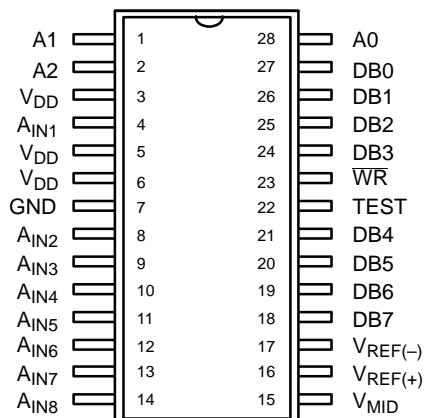 A1 1 28 A0
A2 2 27 DB0
VDD 3 26 DB1
AIN1 4 25 DB2
VDD 5 24 DB3
VDD 6 23 W̅R̅
GND 7 22 TEST
AIN2 8 21 DB4
AIN3 9 20 DB5
AIN4 10 19 DB6
AIN5 11 18 DB7
AIN6 12 17 VREF(–)
AIN7 13 16 VREF(+)
AIN8 14 15 VMID